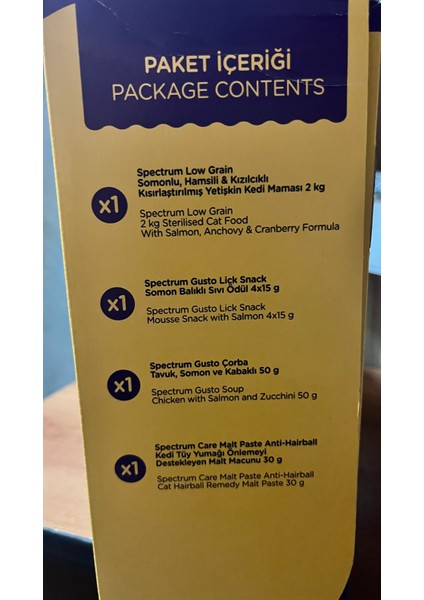 PAKET İÇERİĞİ
PACKAGE CONTENTS
x1
Spectrum Low Grain
Somonlu, Hamsili & Kızılcıklı
Kısırlaştırılmış Yetişkin Kedi Maması 2 kg
Spectrum Low Grain
2 kg Sterilised Cat Food
With Salmon, Anchovy & Cranberry Formula
x1
Spectrum Gusto Lick Snack
Somon Balıklı Sıvı Ödül 4x15 g
Spectrum Gusto Lick Snack
Mousse Snack with Salmon 4x15 g
x1
Spectrum Gusto Çorba
Tavuk, Somon ve Kabaklı 50 g
Spectrum Gusto Soup
Chicken with Salmon and Zucchini 50 g
x1
Spectrum Care Malt Paste Anti-Hairball
Kedi Tüy Yumağı Önlemeyi
Destekleyen Malt Macunu 30 g
Spectrum Care Malt Paste Anti-Hairball
Cat Hairball Remedy Malt Paste 30 g